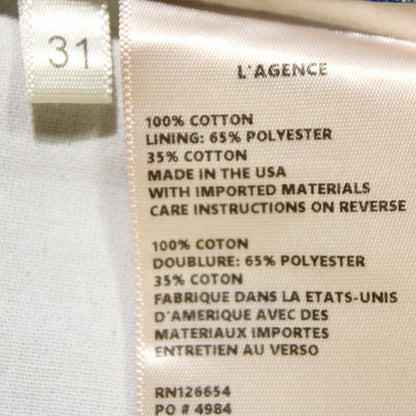 31
L'AGENCE
100% COTTON
LINING: 65% POLYESTER
35% COTTON
MADE IN THE USA
WITH IMPORTED MATERIALS
CARE INSTRUCTIONS ON REVERSE
100% COTON
DOUBLURE: 65% POLYESTER
35% COTON
FABRIQUE DANS LA ETATS-UNIS
D'AMERIQUE AVEC DES
MATERIAUX IMPORTES
ENTRETIEN AU VERSO
RN126654
PO # 4984